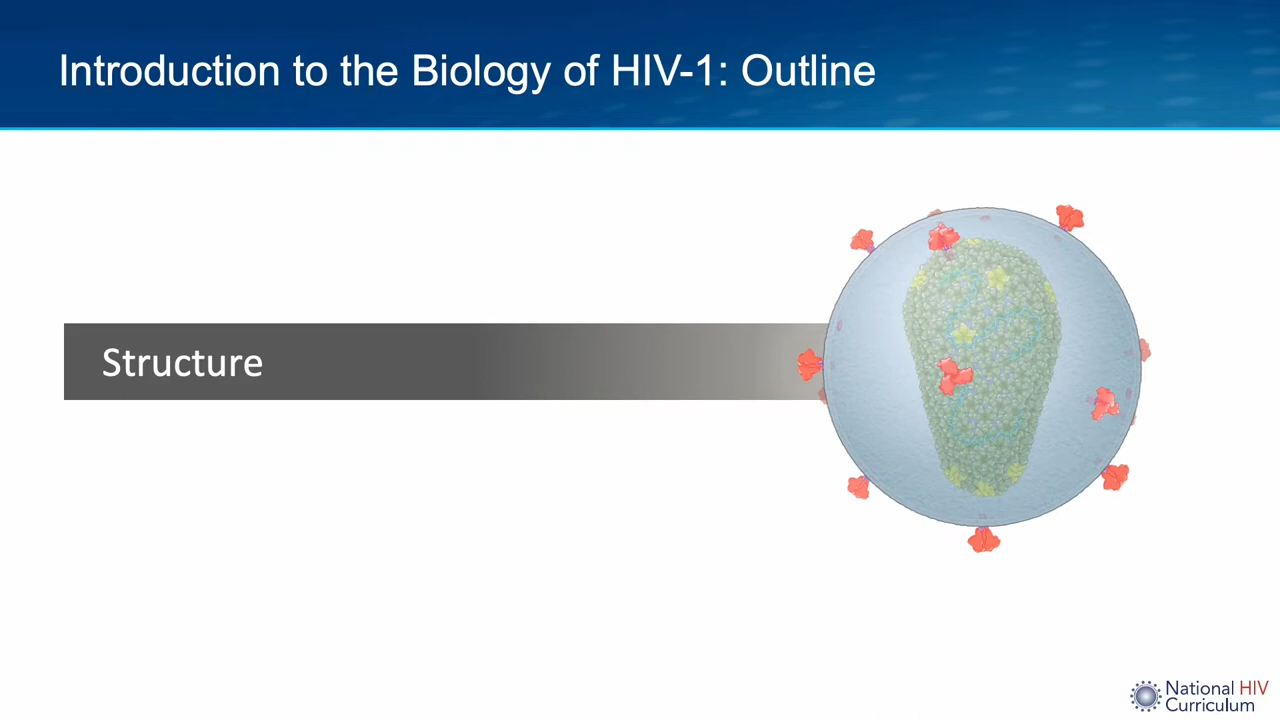 Introduction to the Biology of HIV-1: Outline
Structure
National HIV
Curriculum